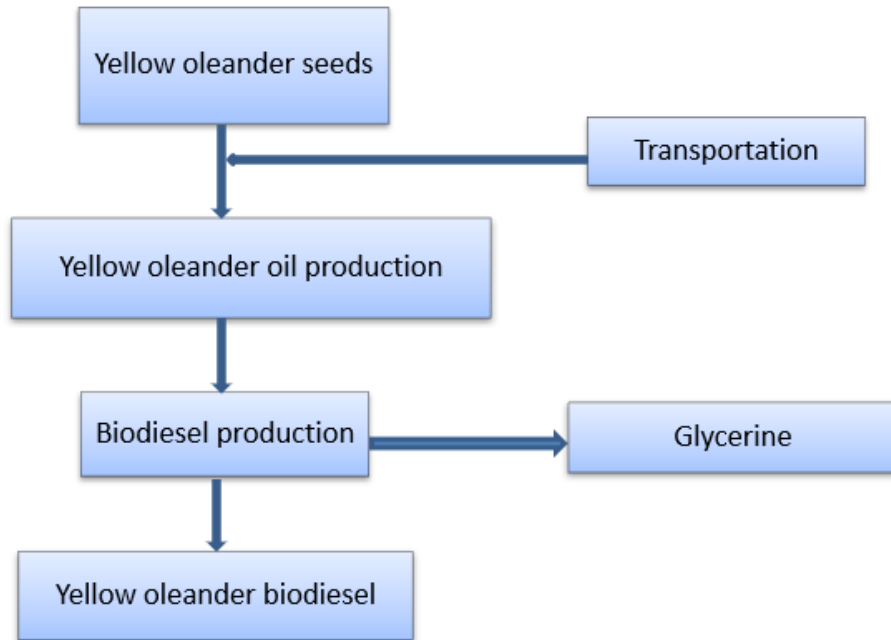 Yellow oleander seeds
Transportation
Yellow oleander oil production
Biodiesel production
Glycerine
Yellow oleander biodiesel